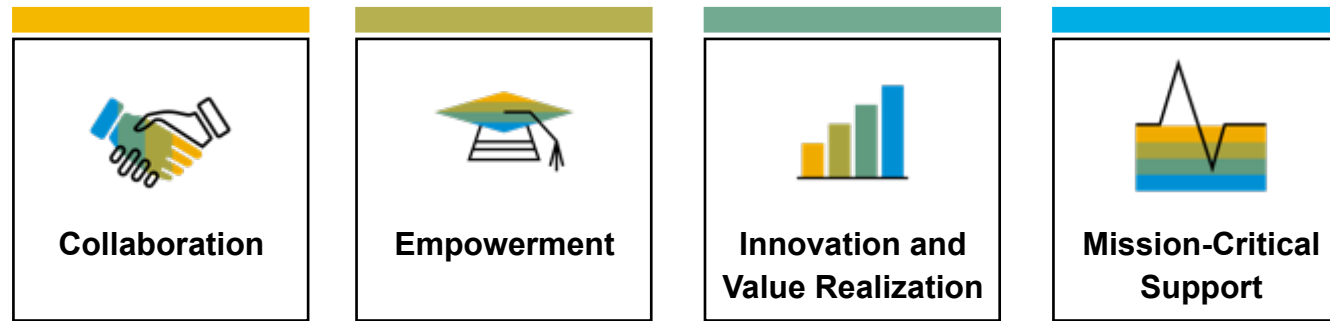 Collaboration
Empowerment
Innovation and
Value Realization
Mission-Critical
Support